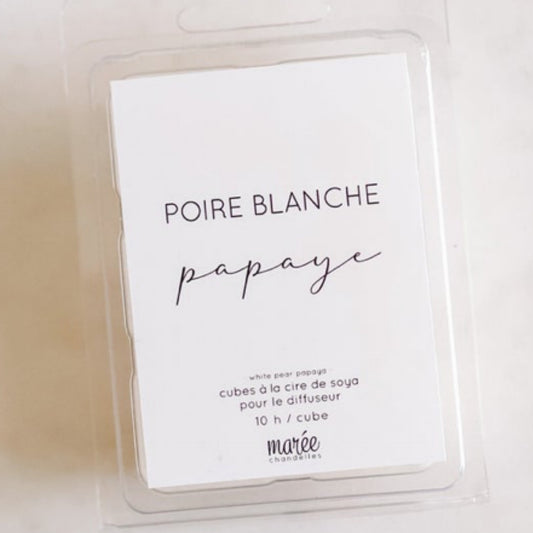 POIRE BLANCHE
papaye
- white pear papaya -
cubes à la cire de soya
pour le diffuseur
10 h / cube
marée
chandelles